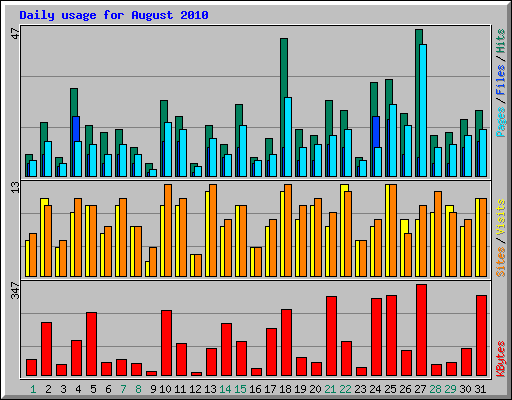 Daily usage for August 2010
47
Pages / Files / Hits
13
Sites / Visits
347
KBytes
1 2 3 4 5 6 7 8 9 10 11 12 13 14 15 16 17 18 19 20 21 22 23 24 25 26 27 28 29 30 31